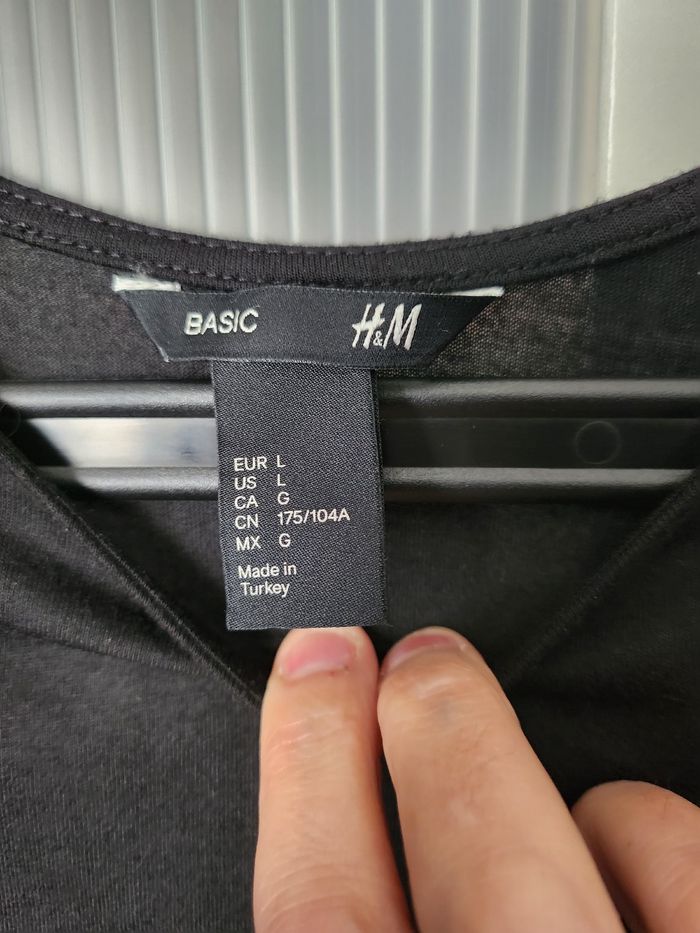 BASIC H&M
EUR L
US L
CA G
CN 175/104A
MX G
Made in
Turkey